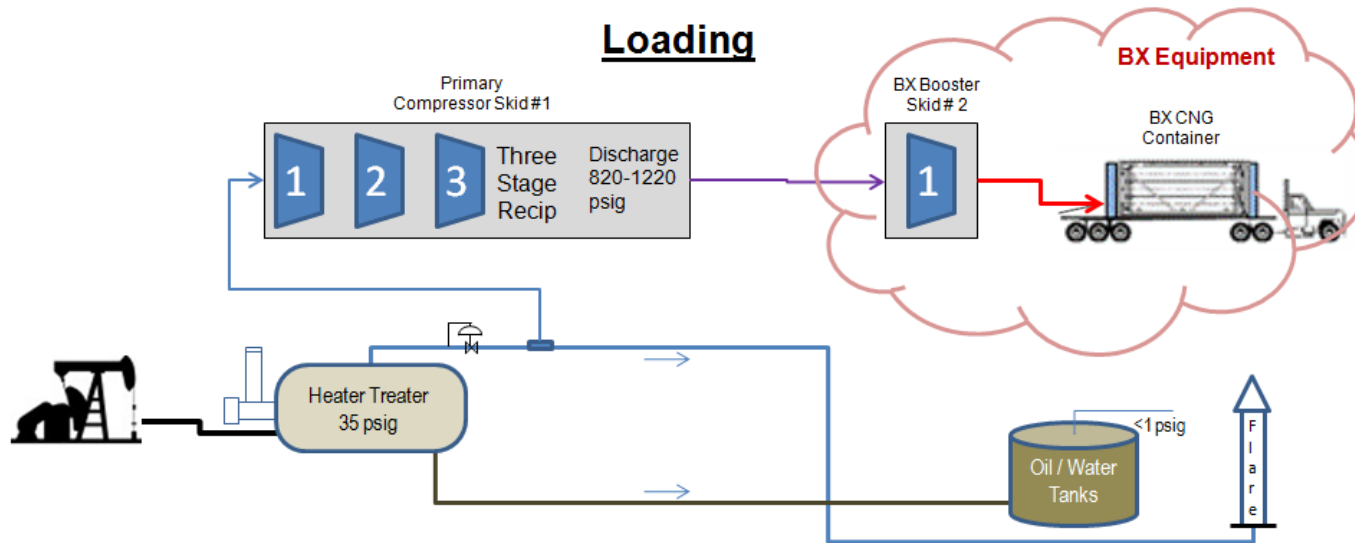 Loading
BX Equipment
Primary
Compressor Skid #1
BX Booster
Skid # 2
BX CNG
Container
1
2
3
Three
Stage
Recip
Discharge
820-1220
psig
1
Heater Treater
35 psig
<1 psig
Oil / Water
Tanks
F
l
a
r
e